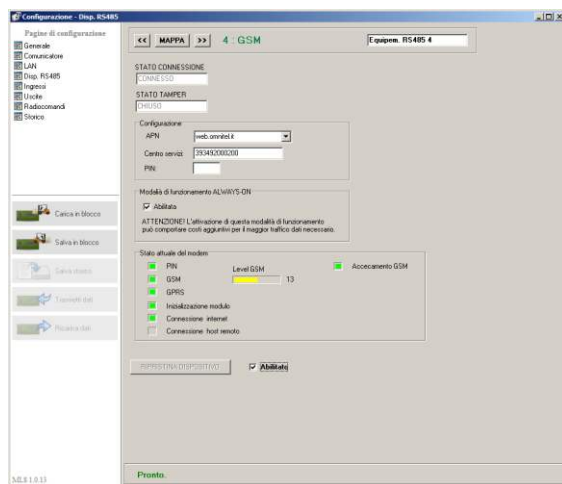 Configurazione - Disp. RS485
Pagine di configurazione
Generale
Comunicatore
LAN
Disp. RS485
Ingressi
Uscite
Radiocomandi
Storico
Carica in blocco
Salva in blocco
Salva storico
Trasmetti dati
Ricarica dati
ML8 1.0.13
<< MAPPA >> 4 : GSM Equipem. RS485 4
STATO CONNESSIONE
CONNESSO
STATO TAMPER
CHIUSO
Configurazione
APN web.omnitel.it
Centro servizi 393492000200
PIN:
Modalià di funzionamento ALWAYS-ON
Abilitata
ATTENZIONE! L'attivazione di questa modalità di funzionamento
può comportare costi aggiuntivi per il maggior traffico dati necessario.
Stato attuale del modem
PIN Level GSM Accecamento GSM
GSM 13
GPRS
Inizializzazione modulo
Connessione internet
Connessione host remoto
RIPRISTINA DISPOSITIVO Abilitato
Pronto.